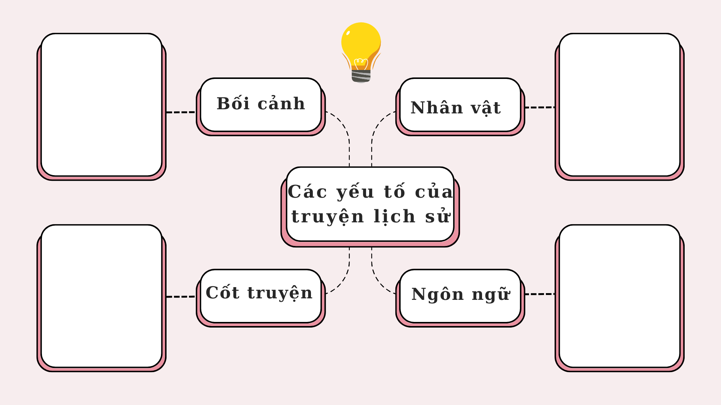 Bối cảnh
Nhân vật
Các yếu tố của
truyện lịch sử
Cốt truyện
Ngôn ngữ